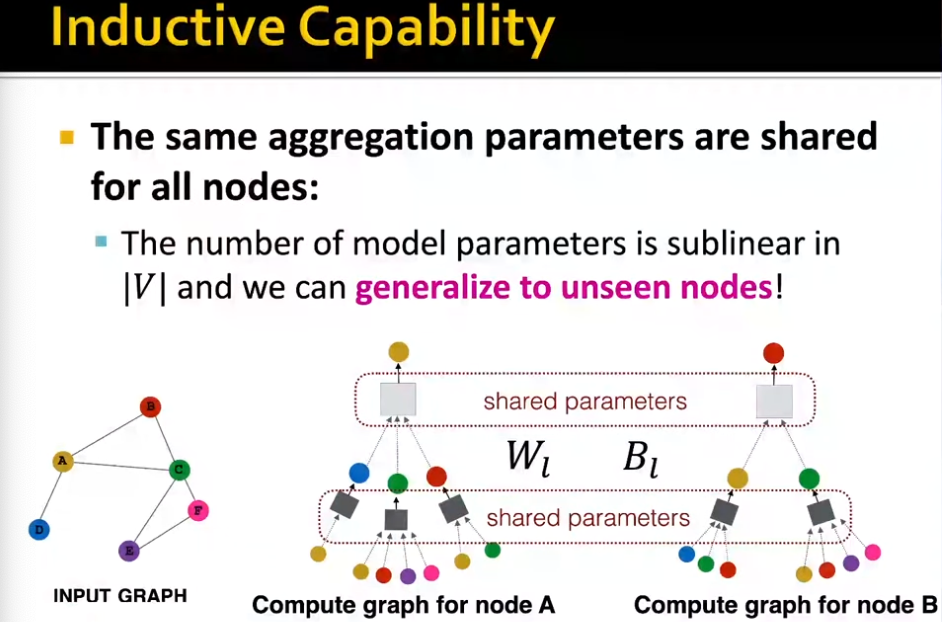 Inductive Capability
The same aggregation parameters are shared
for all nodes:
The number of model parameters is sublinear in
|V| and we can generalize to unseen nodes!
B
A
C
F
D
E
INPUT GRAPH
shared parameters
W_l B_l
shared parameters
Compute graph for node A
Compute graph for node B